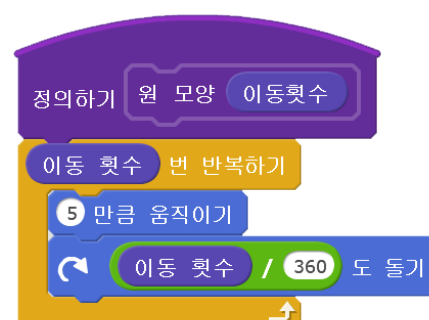 정의하기 원 모양 이동횟수
이동 횟수 번 반복하기
5 만큼 움직이기
이동 횟수 / 360 도 돌기